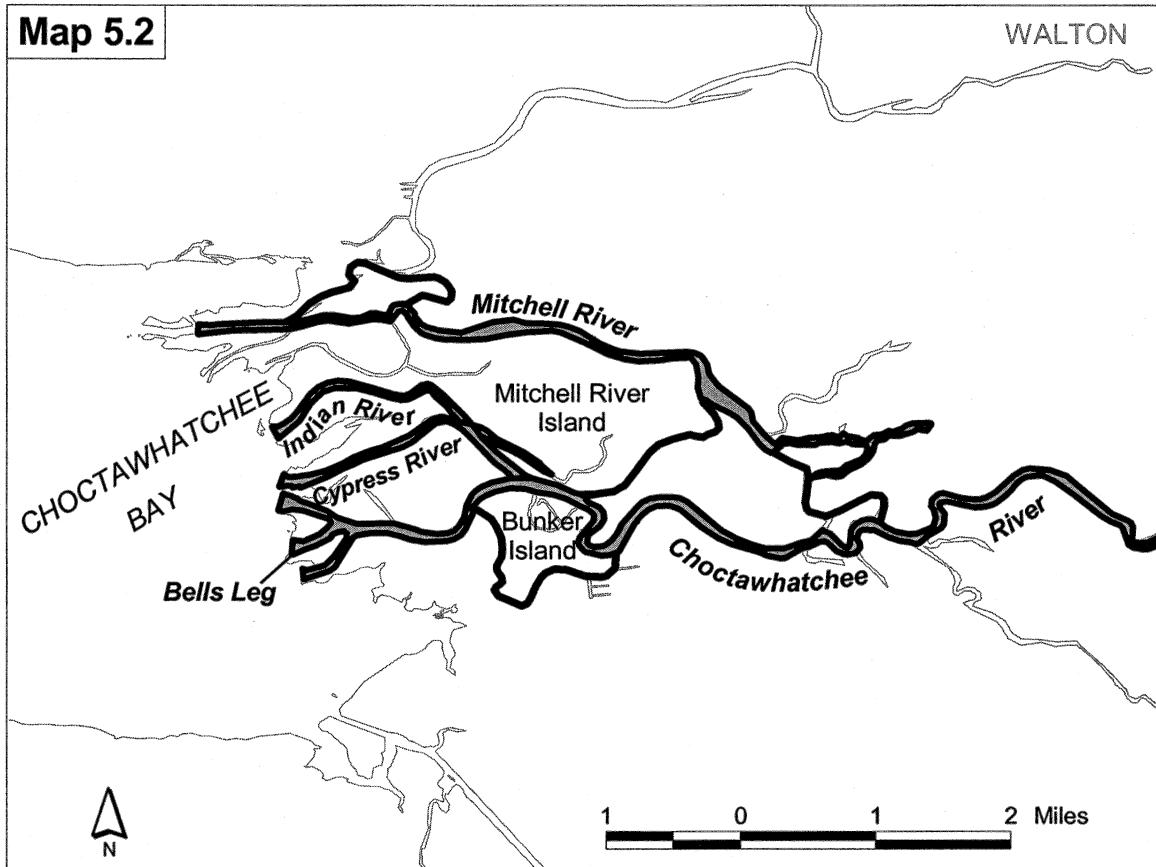 Map 5.2
WALTON
Mitchell River
Mitchell River
Island
CHOCTAWHATCHEE
BAY
Indian River
Cypress River
Bunker
Island
Choctawhatchee
River
Bells Leg
N
1 0 1 2 Miles